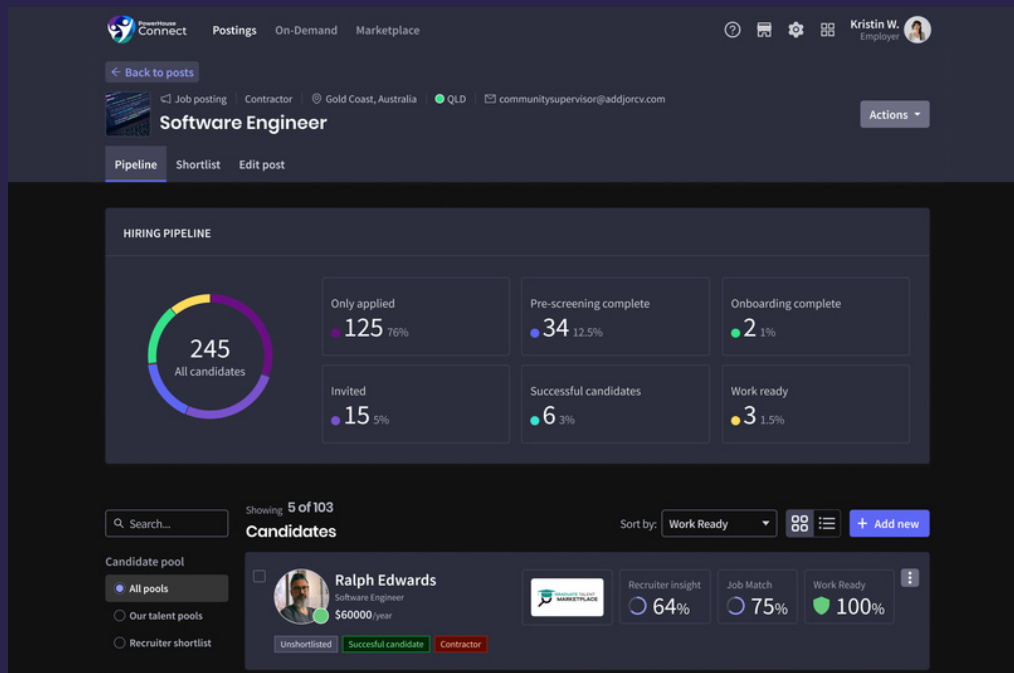 PowerHouse
Connect
Postings On-Demand Marketplace
Kristin W.
Employer
← Back to posts
Job posting Contractor Gold Coast, Australia QLD communitysupervisor@addjorcv.com
Software Engineer
Actions
Pipeline Shortlist Edit post
HIRING PIPELINE
245
All candidates
Only applied
125 76%
Pre-screening complete
34 12.5%
Onboarding complete
2 1%
Invited
15 5%
Successful candidates
6 3%
Work ready
3 1.5%
Search...
Showing 5 of 103
Candidates
Sort by: Work Ready
+ Add new
Candidate pool
All pools
Our talent pools
Recruiter shortlist
Ralph Edwards
Software Engineer
$60000/year
GRADUATE TALENT
MARKETPLACE
Recruiter insight
64%
Job Match
75%
Work Ready
100%
Unshortlisted Succesful candidate Contractor